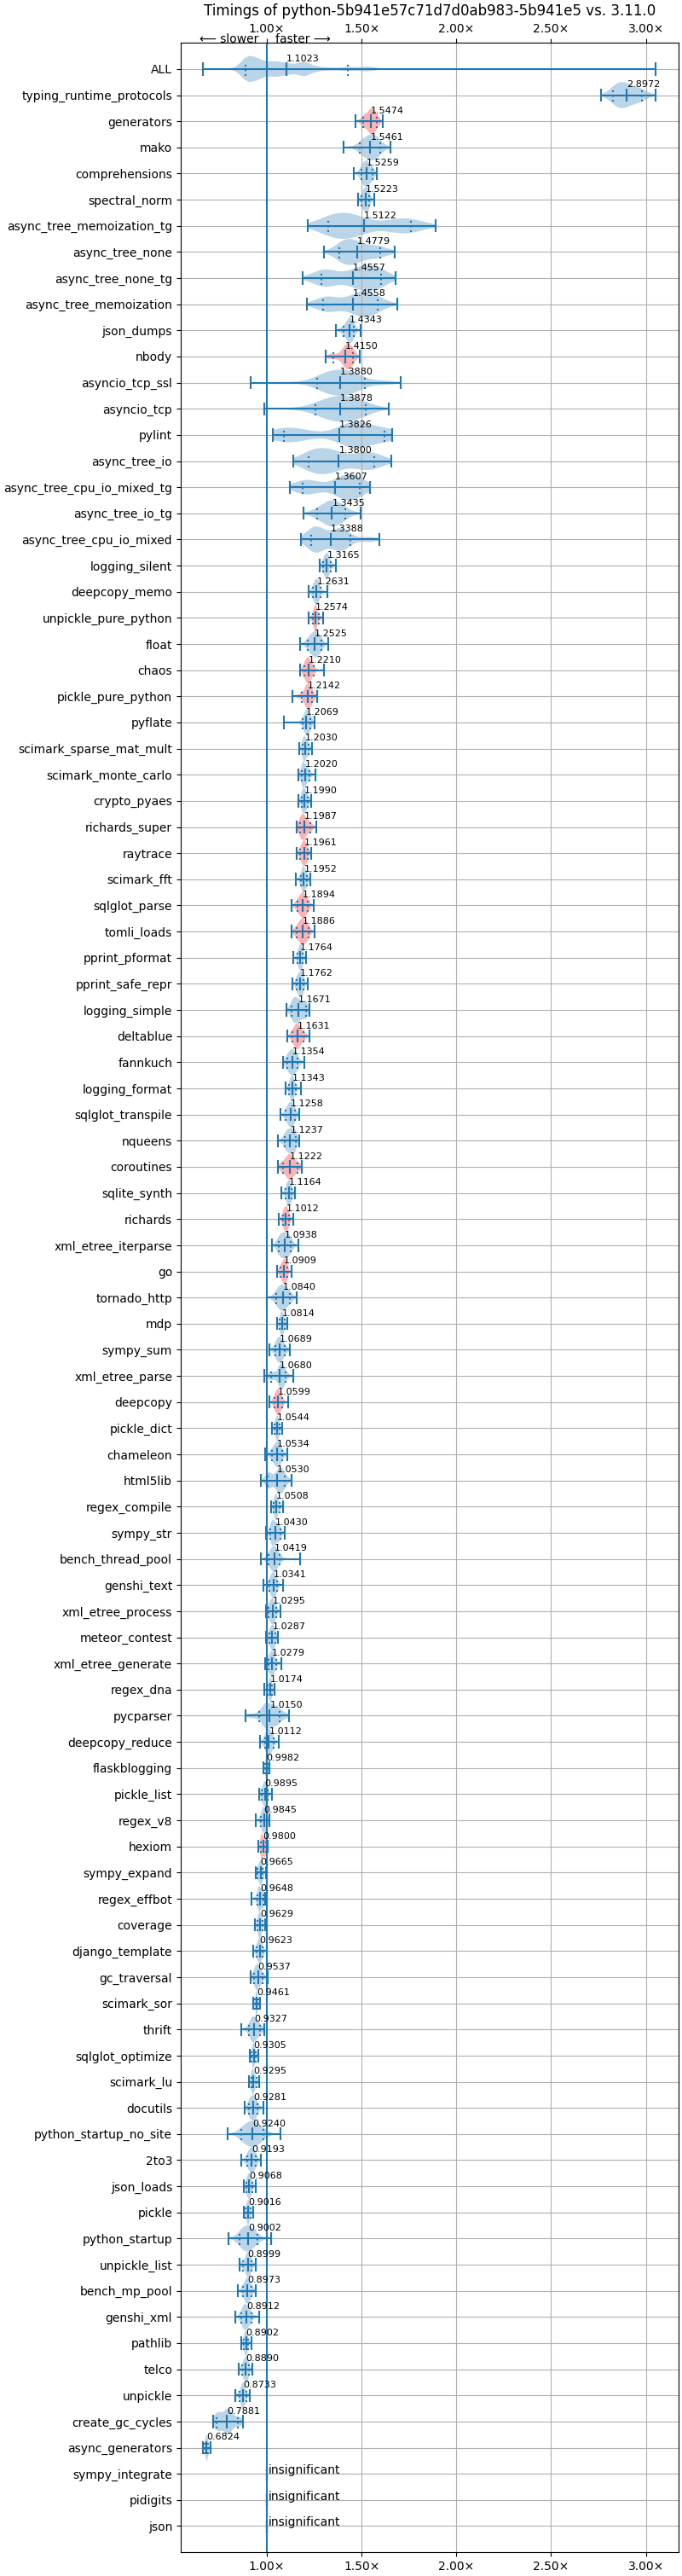 Timings of python-5b941e57c71d7d0ab983-5b941e5 vs. 3.11.0
1.00× 1.50× 2.00× 2.50× 3.00×
⟵ slower faster ⟶
ALL 1.1023
typing_runtime_protocols 2.8972
generators 1.5474
mako 1.5461
comprehensions 1.5259
spectral_norm 1.5223
async_tree_memoization_tg 1.5122
async_tree_none 1.4779
async_tree_none_tg 1.4557
async_tree_memoization 1.4558
json_dumps 1.4343
nbody 1.4150
asyncio_tcp_ssl 1.3880
asyncio_tcp 1.3878
pylint 1.3826
async_tree_io 1.3800
async_tree_cpu_io_mixed_tg 1.3607
async_tree_io_tg 1.3435
async_tree_cpu_io_mixed 1.3388
logging_silent 1.3165
deepcopy_memo 1.2631
unpickle_pure_python 1.2574
float 1.2525
chaos 1.2210
pickle_pure_python 1.2142
pyflate 1.2069
scimark_sparse_mat_mult 1.2030
scimark_monte_carlo 1.2020
crypto_pyaes 1.1990
richards_super 1.1987
raytrace 1.1961
scimark_fft 1.1952
sqlglot_parse 1.1894
tomli_loads 1.1886
pprint_pformat 1.1764
pprint_safe_repr 1.1762
logging_simple 1.1671
deltablue 1.1631
fannkuch 1.1354
logging_format 1.1343
sqlglot_transpile 1.1258
nqueens 1.1237
coroutines 1.1222
sqlite_synth 1.1164
richards 1.1012
xml_etree_iterparse 1.0938
go 1.0909
tornado_http 1.0840
mdp 1.0814
sympy_sum 1.0689
xml_etree_parse 1.0680
deepcopy 1.0599
pickle_dict 1.0544
chameleon 1.0534
html5lib 1.0530
regex_compile 1.0508
sympy_str 1.0430
bench_thread_pool 1.0419
genshi_text 1.0341
xml_etree_process 1.0295
meteor_contest 1.0287
xml_etree_generate 1.0279
regex_dna 1.0174
pycparser 1.0150
deepcopy_reduce 1.0112
flaskblogging 0.9982
pickle_list 0.9895
regex_v8 0.9845
hexiom 0.9800
sympy_expand 0.9665
regex_effbot 0.9648
coverage 0.9629
django_template 0.9623
gc_traversal 0.9537
scimark_sor 0.9461
thrift 0.9327
sqlglot_optimize 0.9305
scimark_lu 0.9295
docutils 0.9281
python_startup_no_site 0.9240
2to3 0.9193
json_loads 0.9068
pickle 0.9016
python_startup 0.9002
unpickle_list 0.8999
bench_mp_pool 0.8973
genshi_xml 0.8912
pathlib 0.8902
telco 0.8890
unpickle 0.8733
create_gc_cycles 0.7881
async_generators 0.6824
sympy_integrate insignificant
pidigits insignificant
json insignificant
1.00× 1.50× 2.00× 2.50× 3.00×